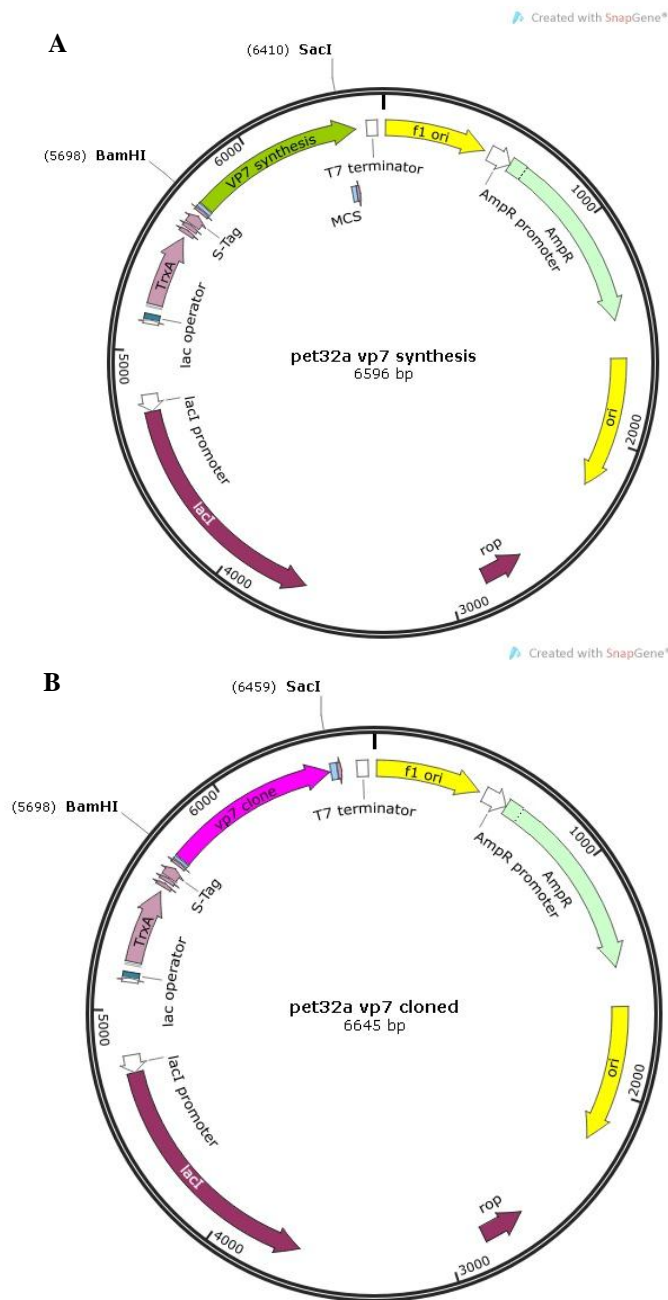 Created with SnapGene®
A
(6410) SacI
(5698) BamHI
6000
VP7 synthesis
f1 ori
T7 terminator
MCS
AmpR promoter
AmpR
1000
S-Tag
TrxA
lac operator
5000
pet32a vp7 synthesis
6596 bp
ori
2000
lacI promoter
lacI
4000
rop
3000
Created with SnapGene®
B
(6459) SacI
(5698) BamHI
6000
vp7 clone
f1 ori
T7 terminator
AmpR promoter
AmpR
1000
S-Tag
TrxA
lac operator
5000
pet32a vp7 cloned
6645 bp
ori
2000
lacI promoter
lacI
4000
rop
3000